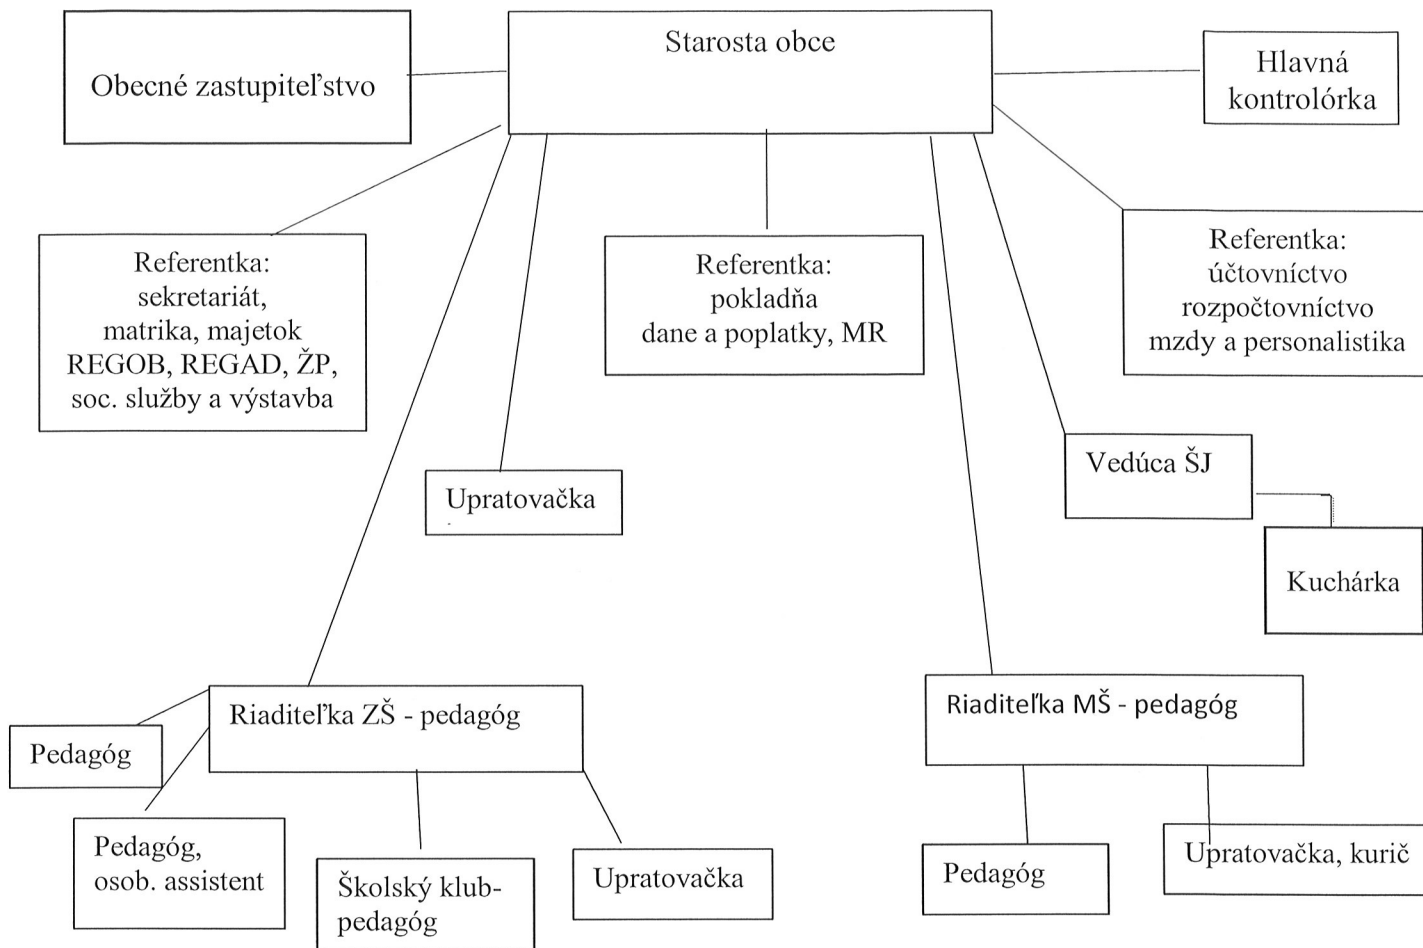 Obecné zastupiteľstvo
Starosta obce
Hlavná
kontrolórka
Referentka:
sekretariát,
matrika, majetok
REGOB, REGAD, ŽP,
soc. služby a výstavba
Referentka:
pokladňa
dane a poplatky, MR
Referentka:
účtovníctvo
rozpočtovníctvo
mzdy a personalistika
Upratovačka
Vedúca ŠJ
Kuchárka
Riaditeľka ZŠ - pedagóg
Riaditeľka MŠ - pedagóg
Pedagóg
Pedagóg,
osob. assistent
Školský klub-
pedagóg
Upratovačka
Pedagóg
Upratovačka, kurič